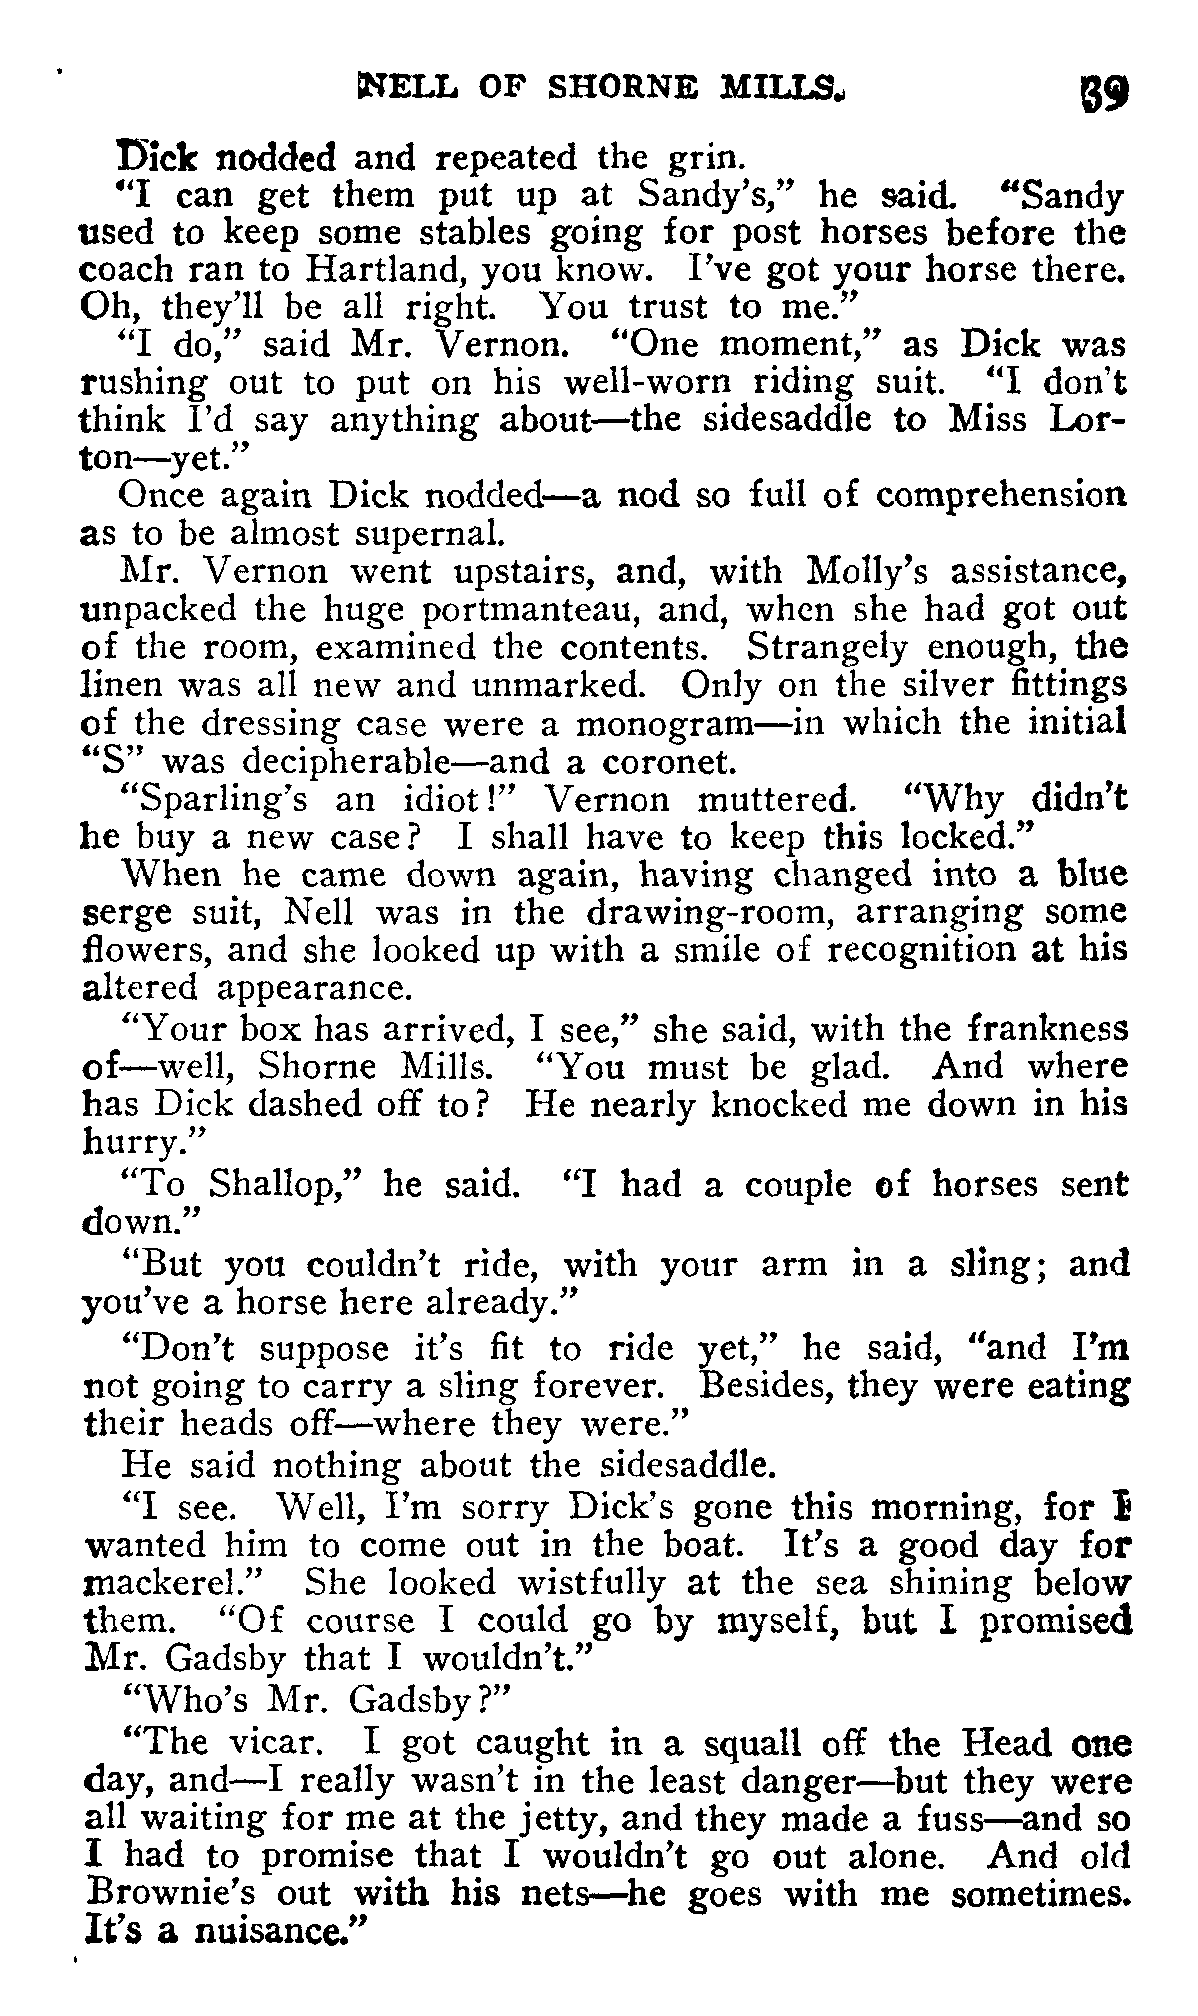 NELL OF SHORNE MILLS. 39
Dick nodded and repeated the grin.
"I can get them put up at Sandy's," he said. "Sandy
used to keep some stables going for post horses before the
coach ran to Hartland, you know. I've got your horse there.
Oh, they'll be all right. You trust to me."
"I do," said Mr. Vernon. "One moment," as Dick was
rushing out to put on his well-worn riding suit. "I don't
think I'd say anything about—the sidesaddle to Miss Lor-
ton—yet."
Once again Dick nodded—a nod so full of comprehension
as to be almost supernal.
Mr. Vernon went upstairs, and, with Molly's assistance,
unpacked the huge portmanteau, and, when she had got out
of the room, examined the contents. Strangely enough, the
linen was all new and unmarked. Only on the silver fittings
of the dressing case were a monogram—in which the initial
"S" was decipherable—and a coronet.
"Sparling's an idiot!" Vernon muttered. "Why didn't
he buy a new case? I shall have to keep this locked."
When he came down again, having changed into a blue
serge suit, Nell was in the drawing-room, arranging some
flowers, and she looked up with a smile of recognition at his
altered appearance.
"Your box has arrived, I see," she said, with the frankness
of—well, Shorne Mills. "You must be glad. And where
has Dick dashed off to? He nearly knocked me down in his
hurry."
"To Shallop," he said. "I had a couple of horses sent
down."
"But you couldn't ride, with your arm in a sling; and
you've a horse here already."
"Don't suppose it's fit to ride yet," he said, "and I'm
not going to carry a sling forever. Besides, they were eating
their heads off—where they were."
He said nothing about the sidesaddle.
"I see. Well, I'm sorry Dick's gone this morning, for I
wanted him to come out in the boat. It's a good day for
mackerel." She looked wistfully at the sea shining below
them. "Of course I could go by myself, but I promised
Mr. Gadsby that I wouldn't."
"Who's Mr. Gadsby?"
"The vicar. I got caught in a squall off the Head one
day, and—I really wasn't in the least danger—but they were
all waiting for me at the jetty, and they made a fuss—and so
I had to promise that I wouldn't go out alone. And old
Brownie's out with his nets—he goes with me sometimes.
It's a nuisance."